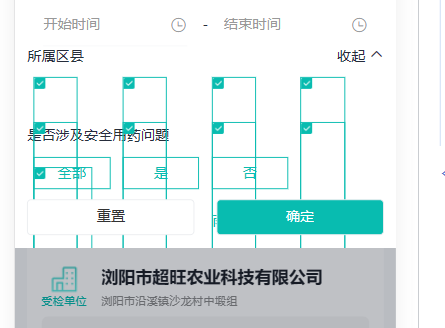 开始时间 - 结束时间
所属区县 收起
是否涉及安全用药问题
全部 是 否
重置 确定
浏阳市超旺农业科技有限公司
受检单位 浏阳市沿溪镇沙龙村中塅组